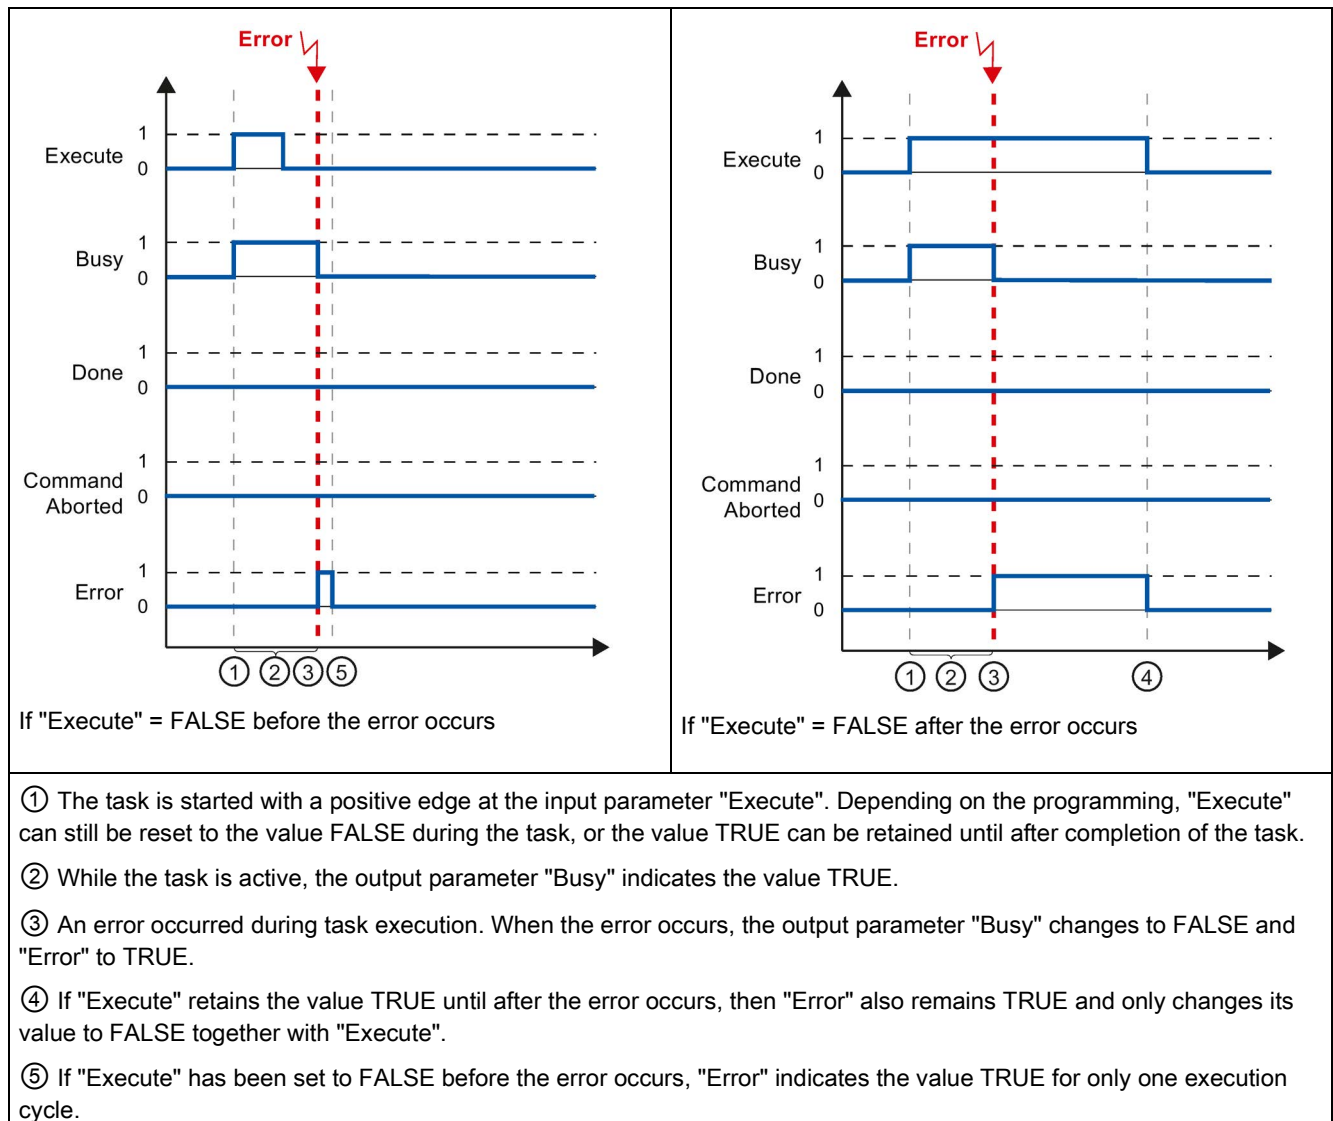 Error
1
Execute
0
1
Busy
0
1
Done
0
1
Command
Aborted
0
1
Error
0
① ② ③ ⑤
If "Execute" = FALSE before the error occurs
Error
1
Execute
0
1
Busy
0
1
Done
0
1
Command
Aborted
0
1
Error
0
① ② ③ ④
If "Execute" = FALSE after the error occurs
① The task is started with a positive edge at the input parameter "Execute". Depending on the programming, "Execute"
can still be reset to the value FALSE during the task, or the value TRUE can be retained until after completion of the task.
② While the task is active, the output parameter "Busy" indicates the value TRUE.
③ An error occurred during task execution. When the error occurs, the output parameter "Busy" changes to FALSE and
"Error" to TRUE.
④ If "Execute" retains the value TRUE until after the error occurs, then "Error" also remains TRUE and only changes its
value to FALSE together with "Execute".
⑤ If "Execute" has been set to FALSE before the error occurs, "Error" indicates the value TRUE for only one execution
cycle.